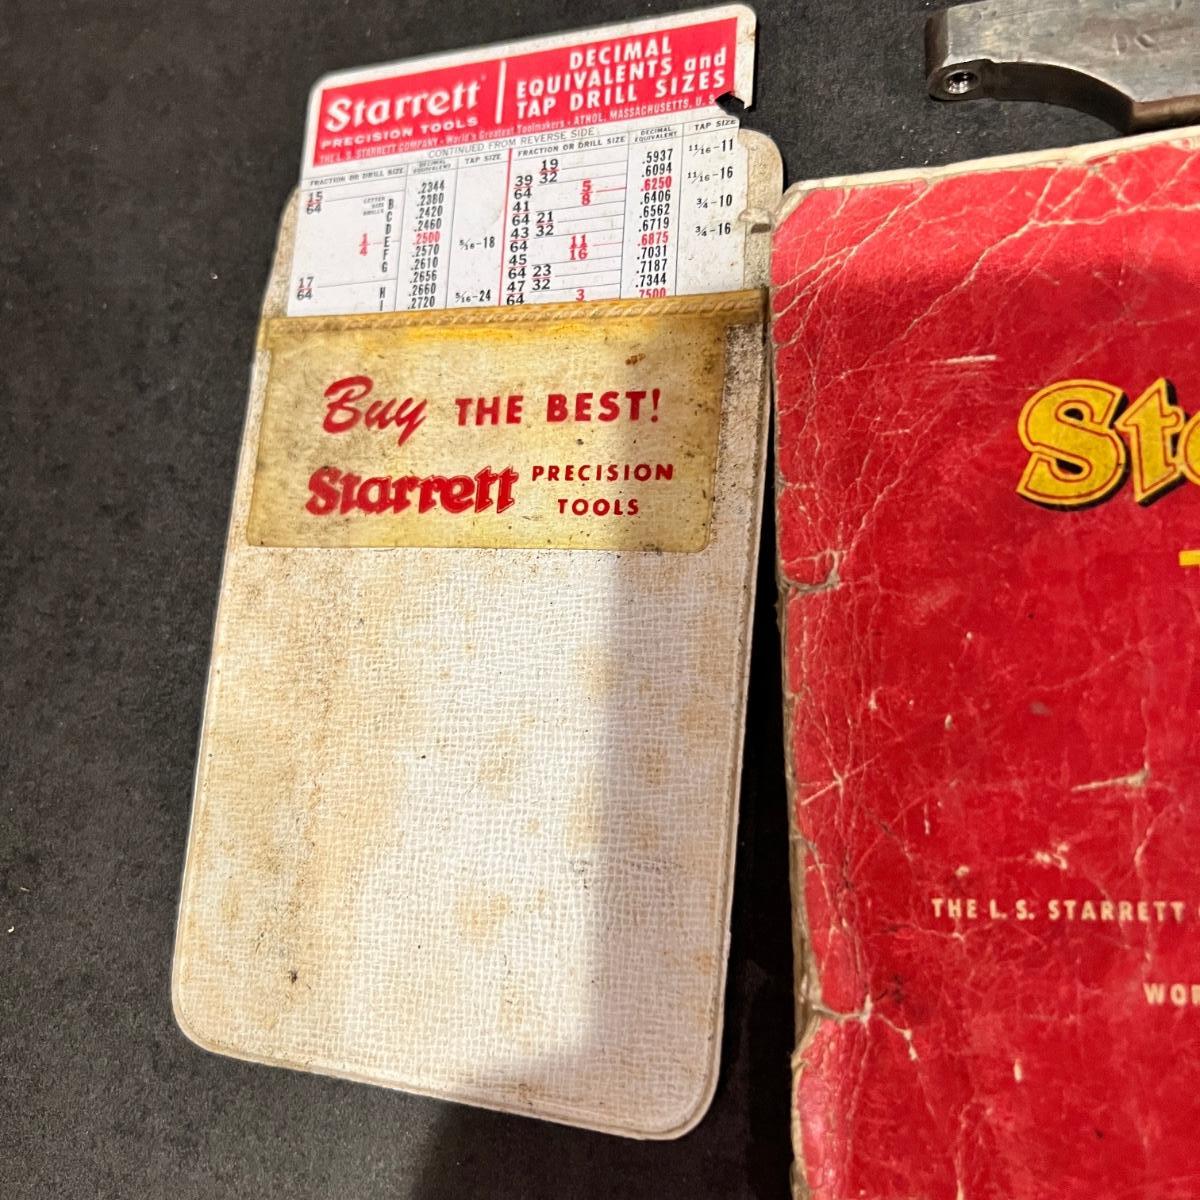 Starrett
PRECISION TOOLS
DECIMAL
EQUIVALENTS and
TAP DRILL SIZES
THE L. S. STARRETT COMPANY · World's Greatest Toolmakers · ATHOL, MASSACHUSETTS, U. S.
CONTINUED FROM REVERSE SIDE
FRACTION OR DRILL SIZE DECIMAL EQUIVALENT TAP SIZE FRACTION OR DRILL SIZE DECIMAL EQUIVALENT TAP SIZE
15/64 .2344
LETTER SIZE DRILLS B .2380
C .2420
D .2460
1/4 E .2500
F .2570 5/16-18
G .2610
17/64 .2656
H .2660
I .2720 5/16-24
19/32 .5937
39/64 .6094 11/16-11
5/8 .6250
41/64 .6406 11/16-16
21/32 .6562
43/64 .6719 3/4-10
11/16 .6875
45/64 .7031 3/4-16
23/32 .7187
47/64 .7344
3 .7500
Buy THE BEST!
Starrett PRECISION
TOOLS
THE L. S. STARRETT